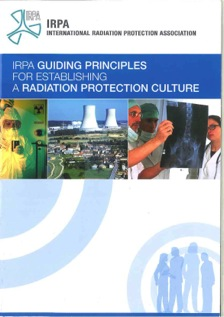 IRPA
INTERNATIONAL RADIATION PROTECTION ASSOCIATION
IRPA GUIDING PRINCIPLES
FOR ESTABLISHING
A RADIATION PROTECTION CULTURE